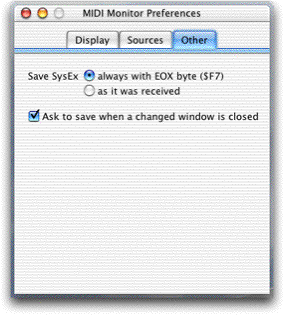 MIDI Monitor Preferences
Display Sources Other
Save SysEx always with EOX byte ($F7)
as it was received
Ask to save when a changed window is closed